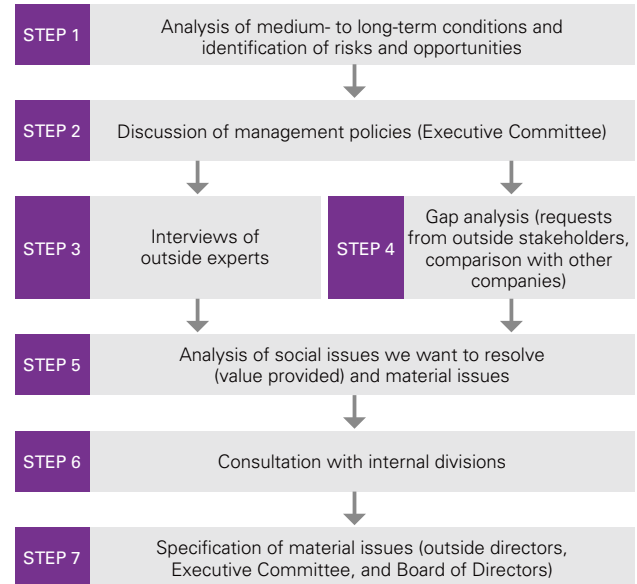 STEP 1
Analysis of medium- to long-term conditions and
identification of risks and opportunities
STEP 2
Discussion of management policies (Executive Committee)
STEP 3
Interviews of
outside experts
STEP 4
Gap analysis (requests
from outside stakeholders,
comparison with other
companies)
STEP 5
Analysis of social issues we want to resolve
(value provided) and material issues
STEP 6
Consultation with internal divisions
STEP 7
Specification of material issues (outside directors,
Executive Committee, and Board of Directors)